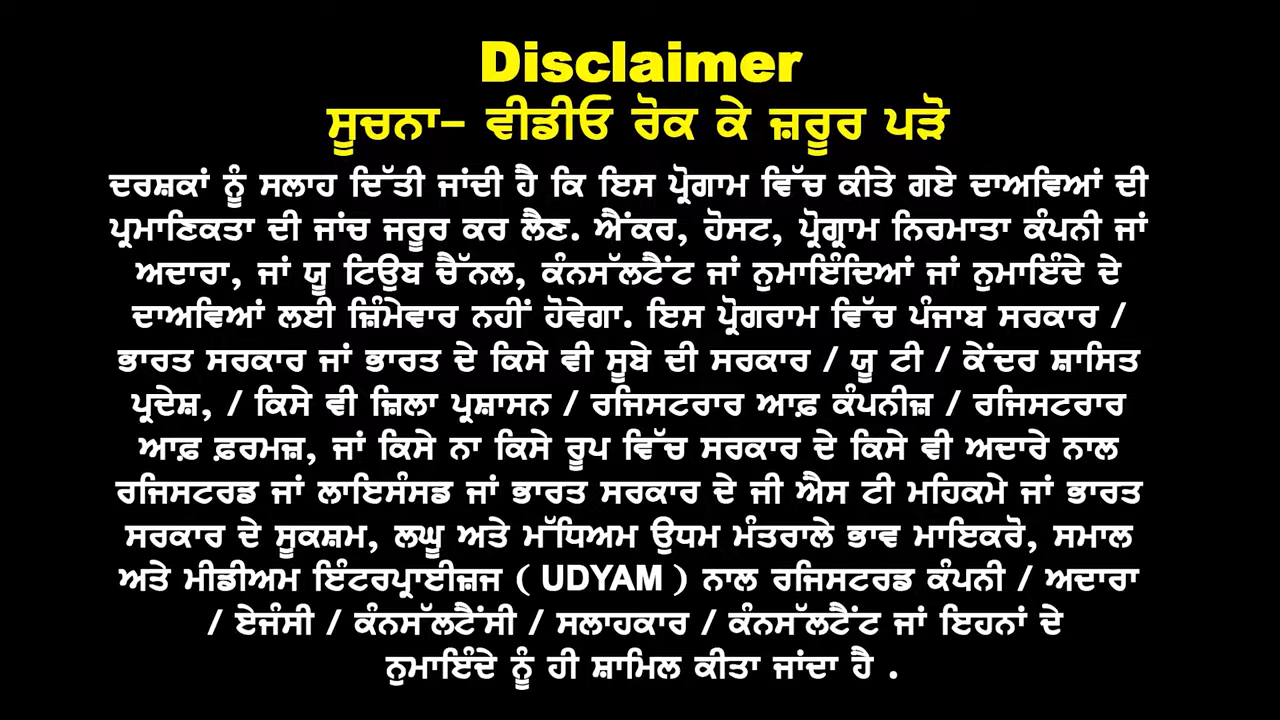 Disclaimer
ਸੂਚਨਾ- ਵੀਡੀਓ ਰੋਕ ਕੇ ਜ਼ਰੂਰ ਪੜੋ
ਦਰਸ਼ਕਾਂ ਨੂੰ ਸਲਾਹ ਦਿੱਤੀ ਜਾਂਦੀ ਹੈ ਕਿ ਇਸ ਪ੍ਰੋਗਾਮ ਵਿੱਚ ਕੀਤੇ ਗਏ ਦਾਅਵਿਆਂ ਦੀ
ਪ੍ਰਮਾਣਿਕਤਾ ਦੀ ਜਾਂਚ ਜਰੂਰ ਕਰ ਲੈਣ. ਐਂਕਰ, ਹੋਸਟ, ਪ੍ਰੋਗ੍ਰਾਮ ਨਿਰਮਾਤਾ ਕੰਪਨੀ ਜਾਂ
ਅਦਾਰਾ, ਜਾਂ ਯੂ ਟਿਊਬ ਚੈੱਨਲ, ਕੰਨਸੱਲਟੈਂਟ ਜਾਂ ਨੁਮਾਇੰਦਿਆਂ ਜਾਂ ਨੁਮਾਇੰਦੇ ਦੇ
ਦਾਅਵਿਆਂ ਲਈ ਜ਼ਿੰਮੇਵਾਰ ਨਹੀਂ ਹੋਵੇਗਾ. ਇਸ ਪ੍ਰੋਗਰਾਮ ਵਿੱਚ ਪੰਜਾਬ ਸਰਕਾਰ /
ਭਾਰਤ ਸਰਕਾਰ ਜਾਂ ਭਾਰਤ ਦੇ ਕਿਸੇ ਵੀ ਸੂਬੇ ਦੀ ਸਰਕਾਰ / ਯੂ ਟੀ / ਕੇਂਦਰ ਸ਼ਾਸਿਤ
ਪ੍ਰਦੇਸ਼, / ਕਿਸੇ ਵੀ ਜ਼ਿਲਾ ਪ੍ਰਸ਼ਾਸਨ / ਰਜਿਸਟਰਾਰ ਆਫ਼ ਕੰਪਨੀਜ਼ / ਰਜਿਸਟਰਾਰ
ਆਫ਼ ਫ਼ਰਮਜ਼, ਜਾਂ ਕਿਸੇ ਨਾ ਕਿਸੇ ਰੂਪ ਵਿੱਚ ਸਰਕਾਰ ਦੇ ਕਿਸੇ ਵੀ ਅਦਾਰੇ ਨਾਲ
ਰਜਿਸਟਰਡ ਜਾਂ ਲਾਇਸੰਸਡ ਜਾਂ ਭਾਰਤ ਸਰਕਾਰ ਦੇ ਜੀ ਐਸ ਟੀ ਮਹਿਕਮੇ ਜਾਂ ਭਾਰਤ
ਸਰਕਾਰ ਦੇ ਸੂਕਸ਼ਮ, ਲਘੂ ਅਤੇ ਮੱਧਿਅਮ ਉਧਮ ਮੰਤਰਾਲੇ ਭਾਵ ਮਾਇਕਰੋ, ਸਮਾਲ
ਅਤੇ ਮੀਡੀਅਮ ਇੰਟਰਪ੍ਰਾਈਜ਼ਜ ( UDYAM ) ਨਾਲ ਰਜਿਸਟਰਡ ਕੰਪਨੀ / ਅਦਾਰਾ
/ ਏਜੰਸੀ / ਕੰਨਸੱਲਟੈਂਸੀ / ਸਲਾਹਕਾਰ / ਕੰਨਸੱਲਟੈਂਟ ਜਾਂ ਇਹਨਾਂ ਦੇ
ਨੁਮਾਇੰਦੇ ਨੂੰ ਹੀ ਸ਼ਾਮਿਲ ਕੀਤਾ ਜਾਂਦਾ ਹੈ .